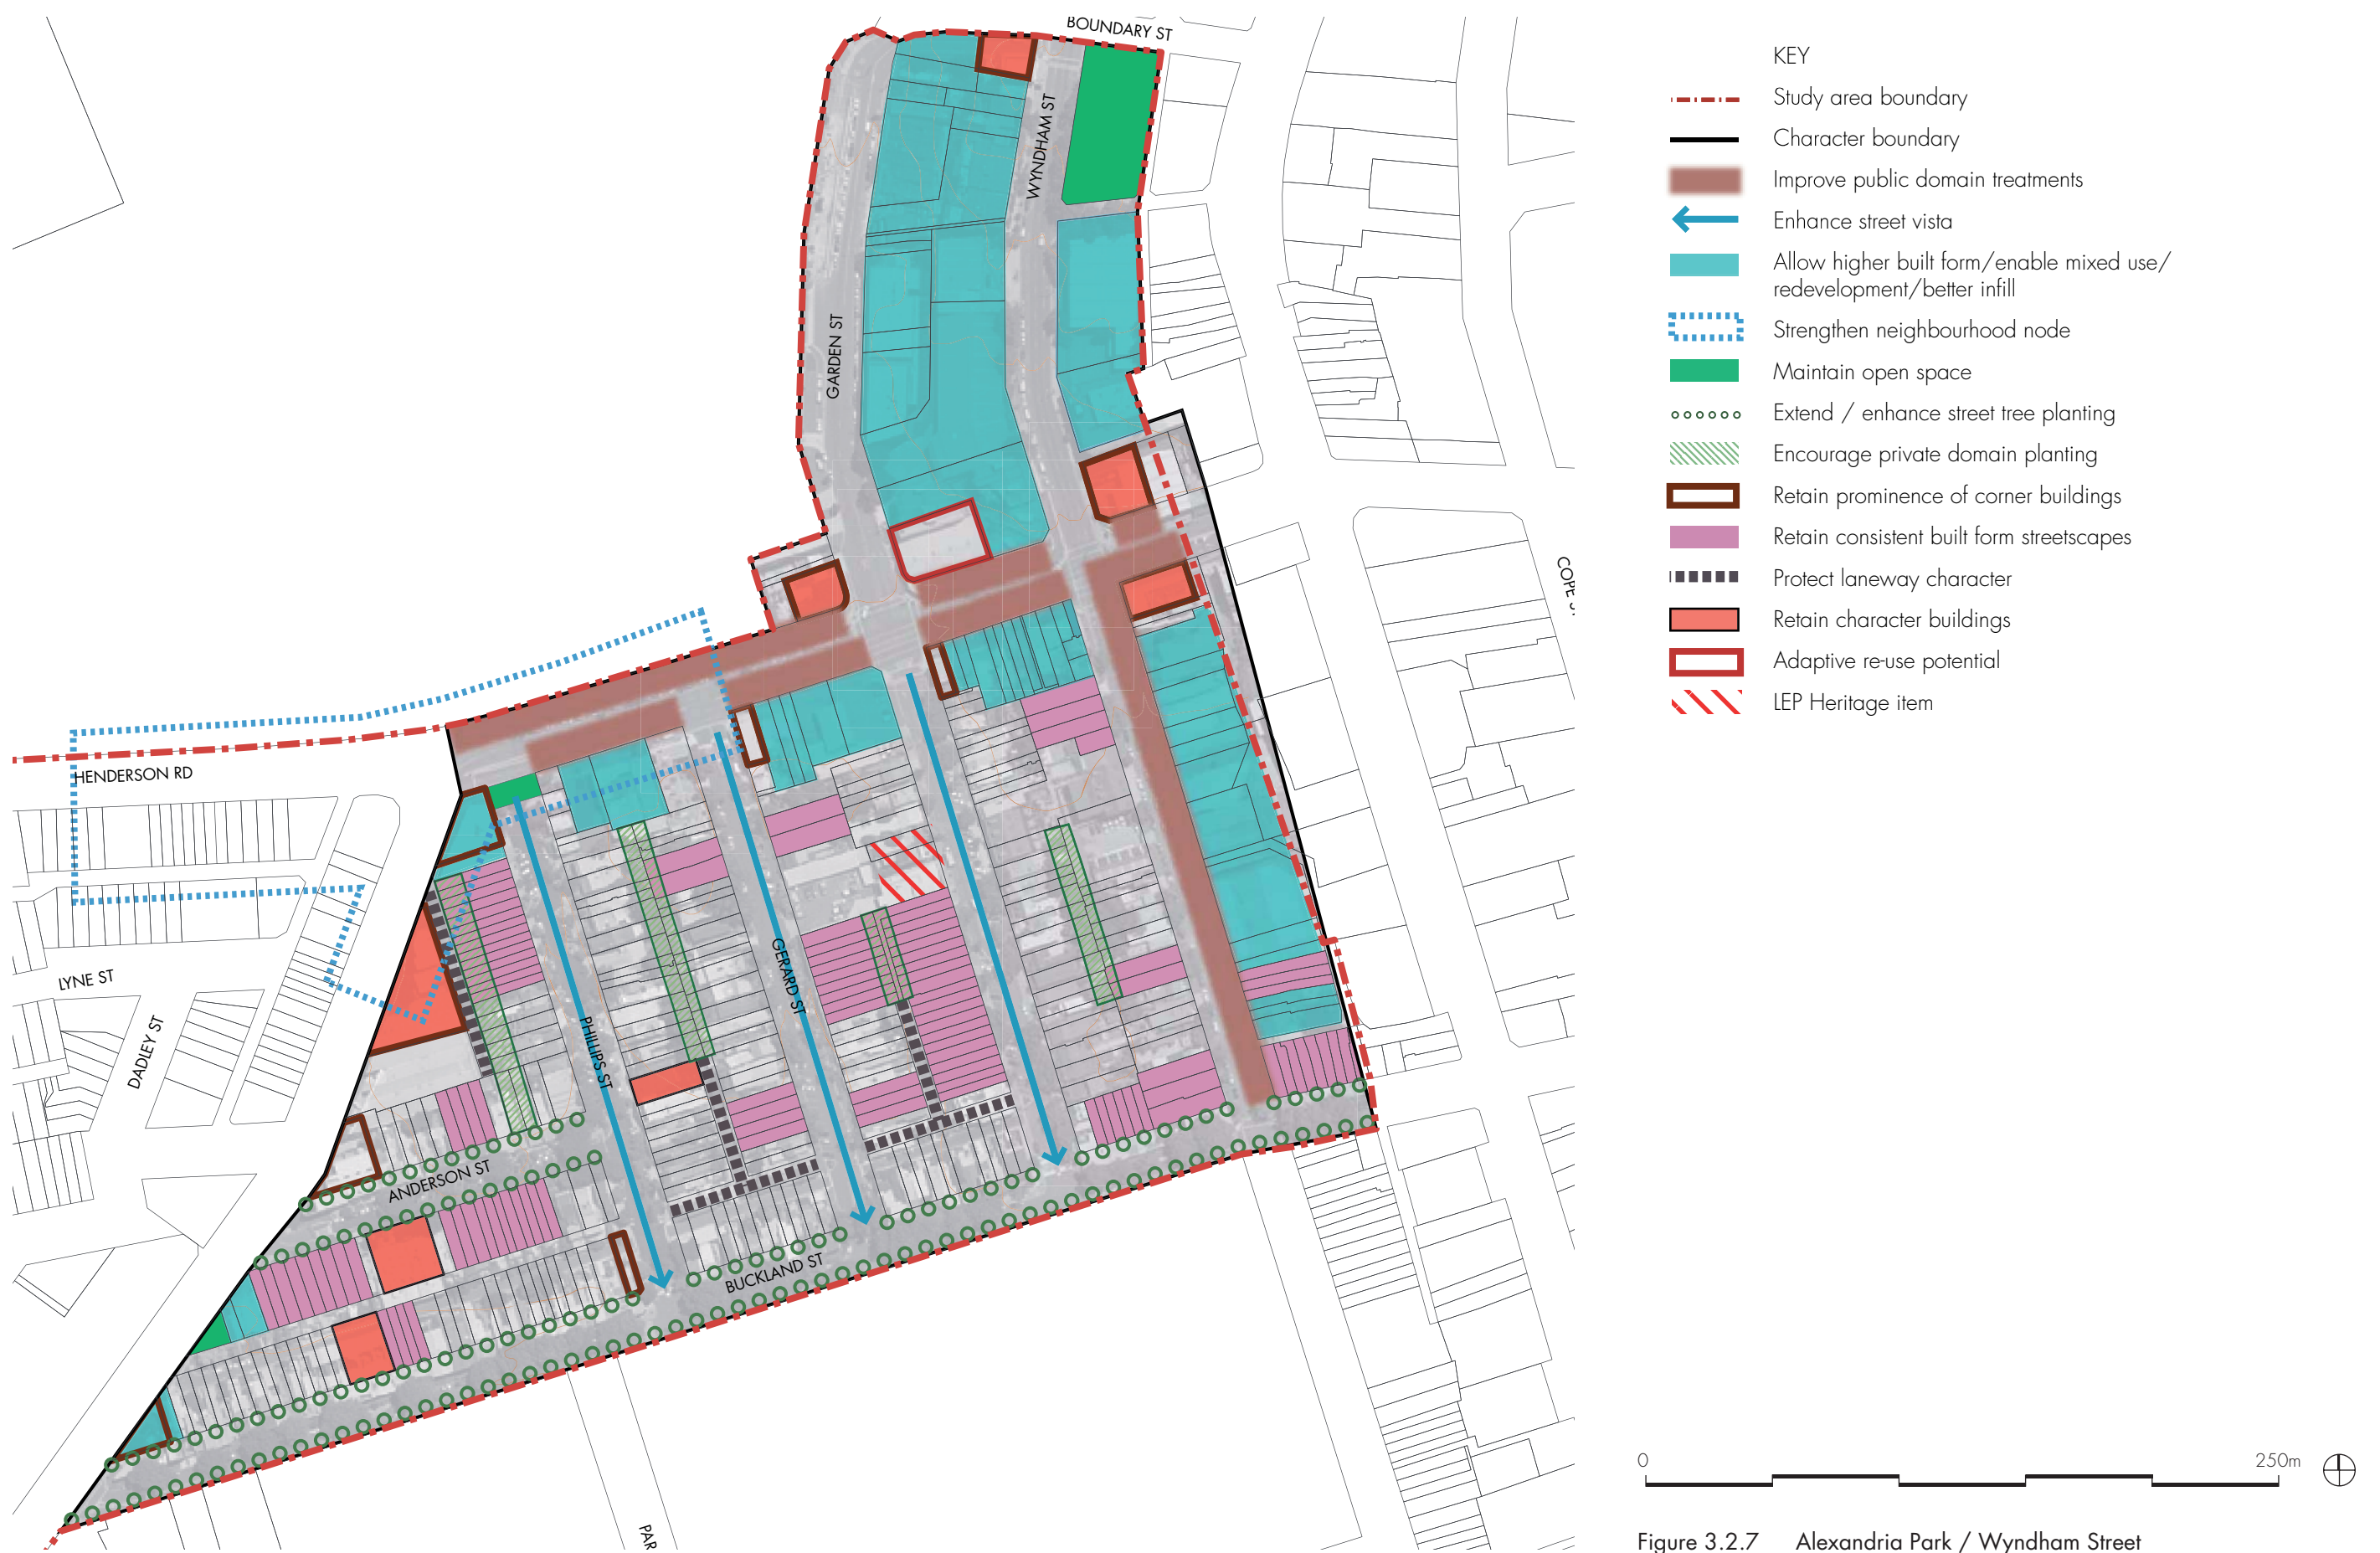 BOUNDARY ST
WYNDHAM ST
GARDEN ST
COPE
HENDERSON RD
LYNE ST
DADLEY ST
PHILLIPS ST
GERARD ST
ANDERSON ST
BUCKLAND ST
PAR
KEY
Study area boundary
Character boundary
Improve public domain treatments
Enhance street vista
Allow higher built form/enable mixed use/
redevelopment/better infill
Strengthen neighbourhood node
Maintain open space
Extend / enhance street tree planting
Encourage private domain planting
Retain prominence of corner buildings
Retain consistent built form streetscapes
Protect laneway character
Retain character buildings
Adaptive re-use potential
LEP Heritage item
0 250m
Figure 3.2.7 Alexandria Park / Wyndham Street